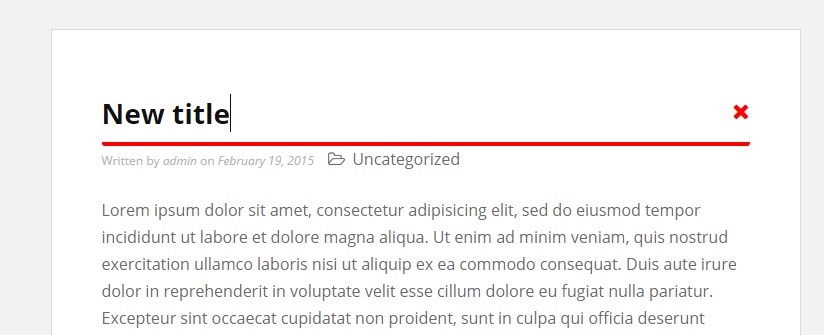 New title
Written by admin on February 19, 2015 Uncategorized
Lorem ipsum dolor sit amet, consectetur adipisicing elit, sed do eiusmod tempor
incididunt ut labore et dolore magna aliqua. Ut enim ad minim veniam, quis nostrud
exercitation ullamco laboris nisi ut aliquip ex ea commodo consequat. Duis aute irure
dolor in reprehenderit in voluptate velit esse cillum dolore eu fugiat nulla pariatur.
Excepteur sint occaecat cupidatat non proident, sunt in culpa qui officia deserunt